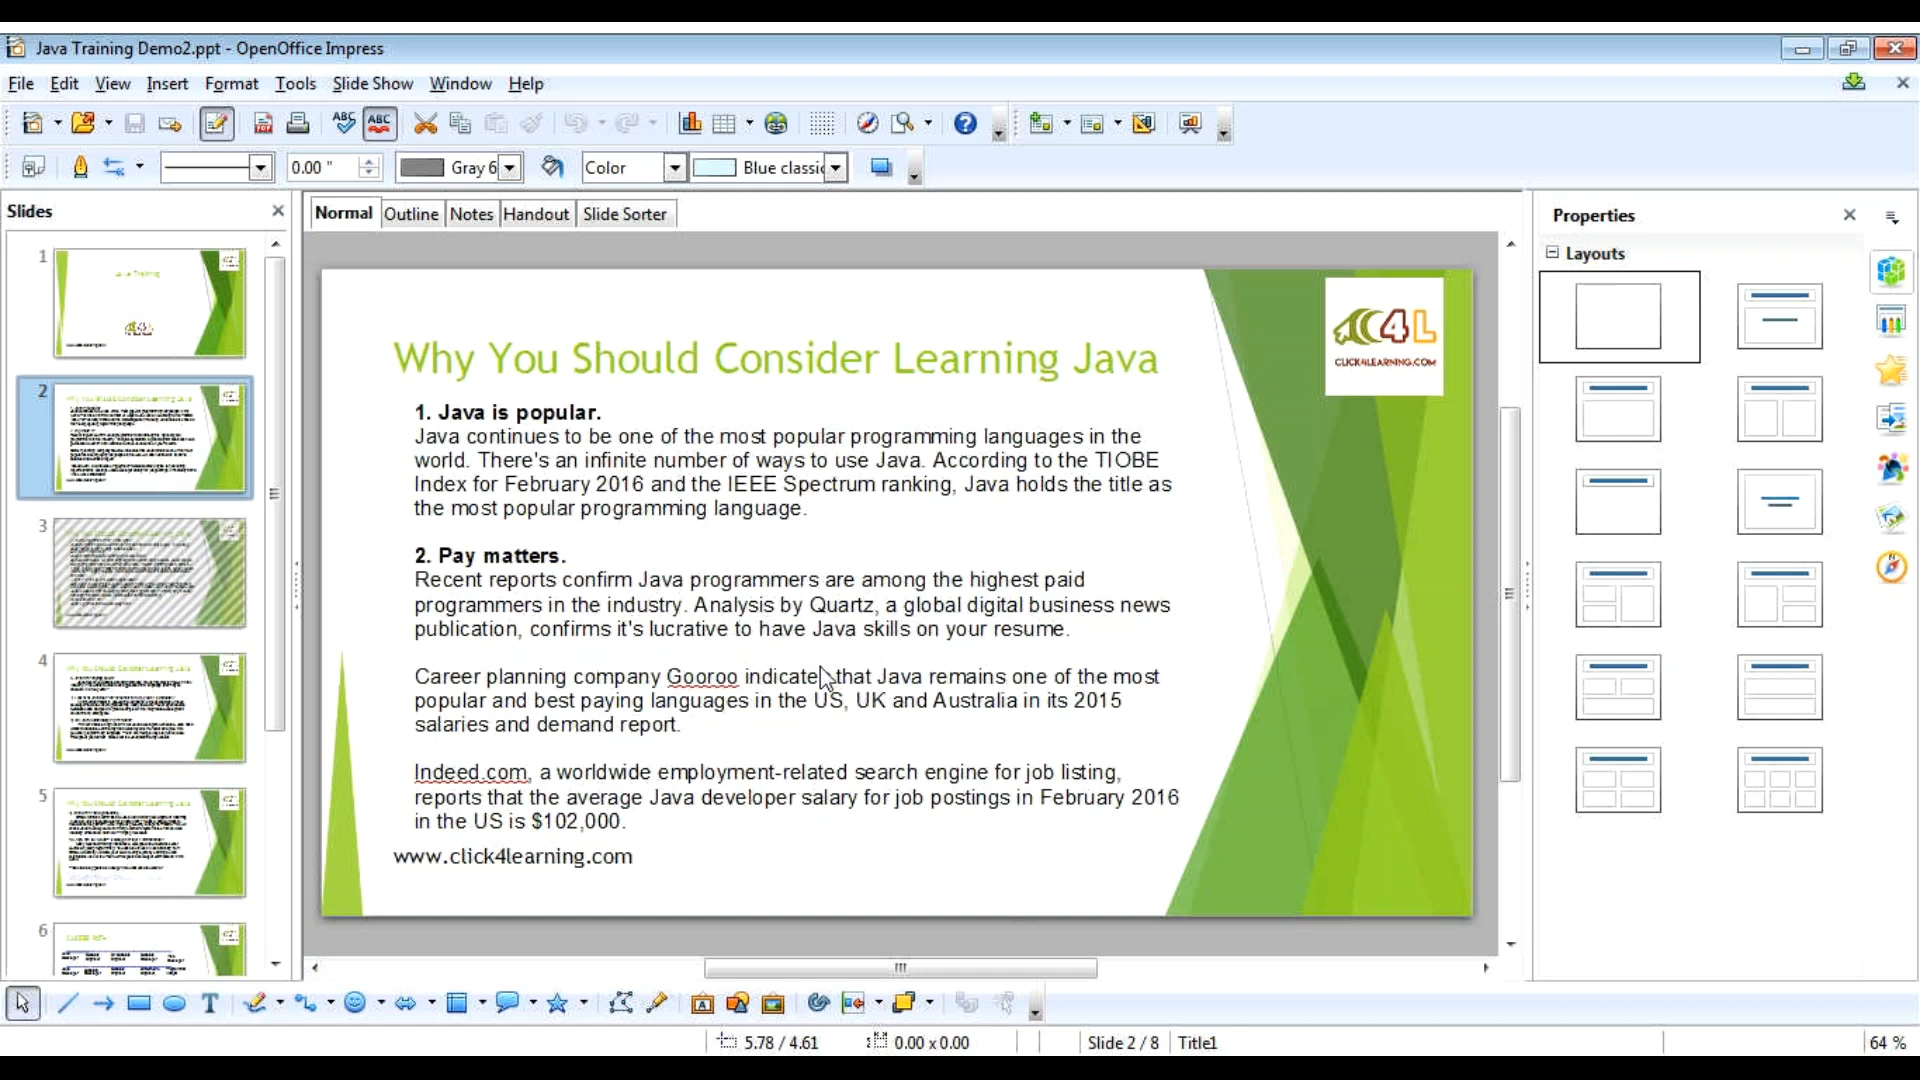 Java Training Demo2.ppt - OpenOffice Impress
File Edit View Insert Format Tools Slide Show Window Help
0.00 " Gray 6 Color Blue classic
Slides
Normal Outline Notes Handout Slide Sorter
Properties
Layouts
1
Java Training
2
3
4
5
6
C4L
CLICK4LEARNING.COM
Why You Should Consider Learning Java
1. Java is popular.
Java continues to be one of the most popular programming languages in the
world. There's an infinite number of ways to use Java. According to the TIOBE
Index for February 2016 and the IEEE Spectrum ranking, Java holds the title as
the most popular programming language.
2. Pay matters.
Recent reports confirm Java programmers are among the highest paid
programmers in the industry. Analysis by Quartz, a global digital business news
publication, confirms it's lucrative to have Java skills on your resume.
Career planning company Gooroo indicates that Java remains one of the most
popular and best paying languages in the US, UK and Australia in its 2015
salaries and demand report.
Indeed.com, a worldwide employment-related search engine for job listing,
reports that the average Java developer salary for job postings in February 2016
in the US is $102,000.
www.click4learning.com
5.78 / 4.61 0.00 x 0.00 Slide 2 / 8 Title1 64 %